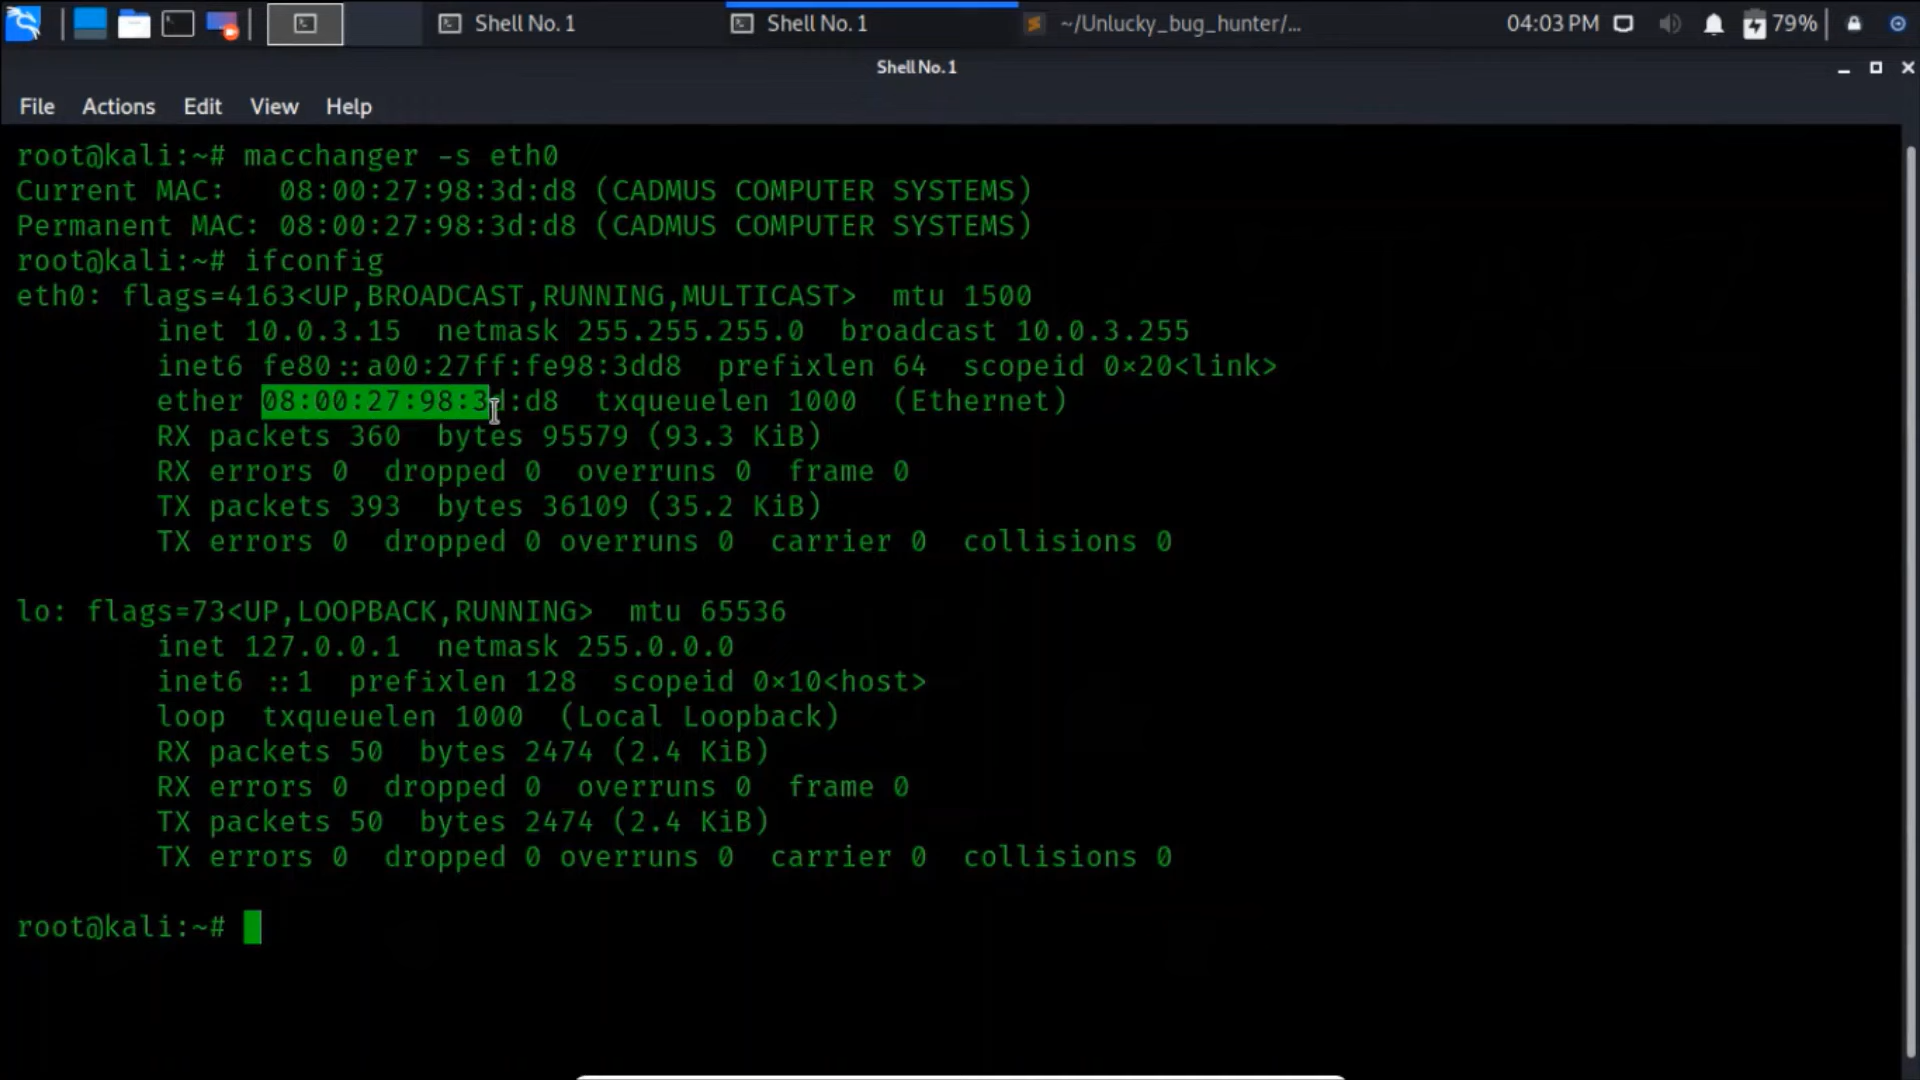 Shell No. 1
Shell No. 1
~/Unlucky_bug_hunter/...
04:03 PM
79%
Shell No. 1
File Actions Edit View Help
root@kali:~# macchanger -s eth0
Current MAC:   08:00:27:98:3d:d8 (CADMUS COMPUTER SYSTEMS)
Permanent MAC: 08:00:27:98:3d:d8 (CADMUS COMPUTER SYSTEMS)
root@kali:~# ifconfig
eth0: flags=4163<UP,BROADCAST,RUNNING,MULTICAST>  mtu 1500
        inet 10.0.3.15  netmask 255.255.255.0  broadcast 10.0.3.255
        inet6 fe80::a00:27ff:fe98:3dd8  prefixlen 64  scopeid 0×20<link>
        ether 08:00:27:98:3d:d8  txqueuelen 1000  (Ethernet)
        RX packets 360  bytes 95579 (93.3 KiB)
        RX errors 0  dropped 0  overruns 0  frame 0
        TX packets 393  bytes 36109 (35.2 KiB)
        TX errors 0  dropped 0 overruns 0  carrier 0  collisions 0
lo: flags=73<UP,LOOPBACK,RUNNING>  mtu 65536
        inet 127.0.0.1  netmask 255.0.0.0
        inet6 ::1  prefixlen 128  scopeid 0×10<host>
        loop  txqueuelen 1000  (Local Loopback)
        RX packets 50  bytes 2474 (2.4 KiB)
        RX errors 0  dropped 0  overruns 0  frame 0
        TX packets 50  bytes 2474 (2.4 KiB)
        TX errors 0  dropped 0 overruns 0  carrier 0  collisions 0
root@kali:~#